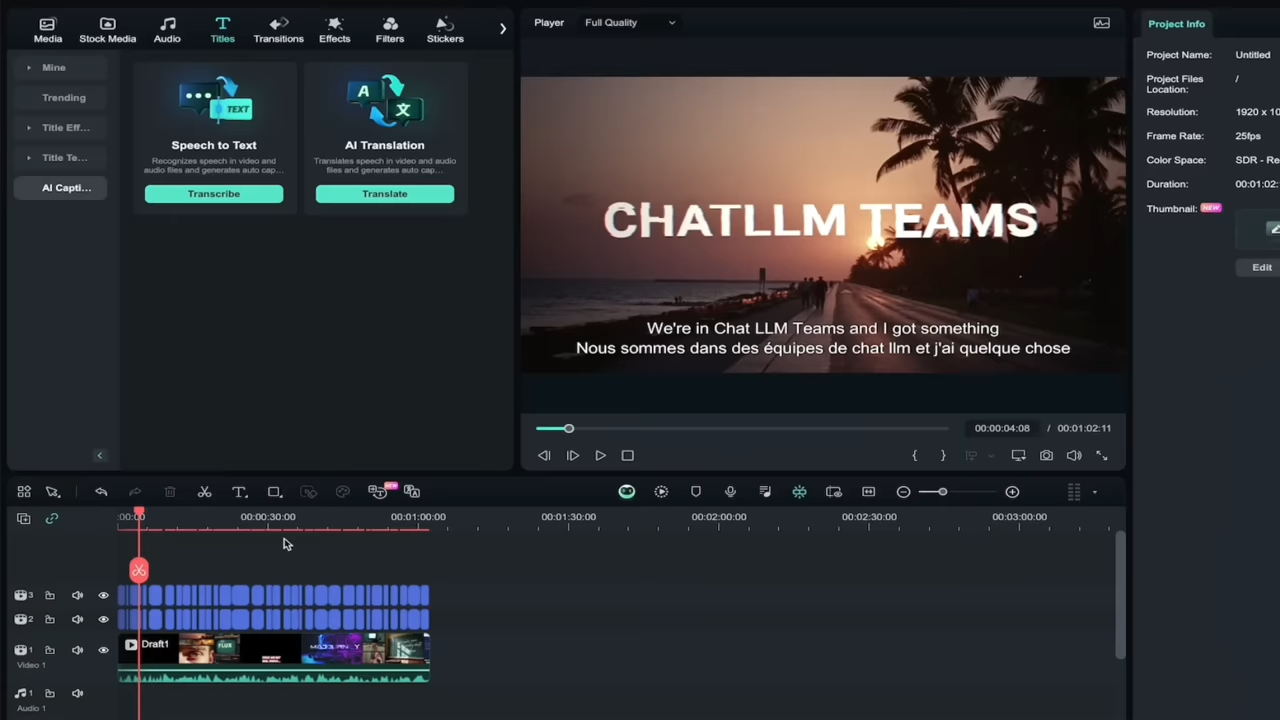 Media
Stock Media
Audio
Titles
Transitions
Effects
Filters
Stickers
Player
Full Quality
Project Info
Mine
Trending
Title Eff...
Title Te...
AI Capti...
TEXT
Speech to Text
Recognizes speech in video and
audio files and generates auto cap...
Transcribe
A
文
AI Translation
Translates speech in video and audio
files and generates auto cap...
Translate
CHATLLM TEAMS
We're in Chat LLM Teams and I got something
Nous sommes dans des équipes de chat llm et j'ai quelque chose
00:00:04:08 / 00:01:02:11
Project Name: Untitled
Project Files
Location: /
Resolution: 1920 x 10
Frame Rate: 25fps
Color Space: SDR - Re
Duration: 00:01:02:
Thumbnail: NEW
Edit
NEW
:00:00
00:00:30:00
00:01:00:00
00:01:30:00
00:02:00:00
00:02:30:00
00:03:00:00
3
2
1
Draft1
FLUX
Video 1
1
Audio 1